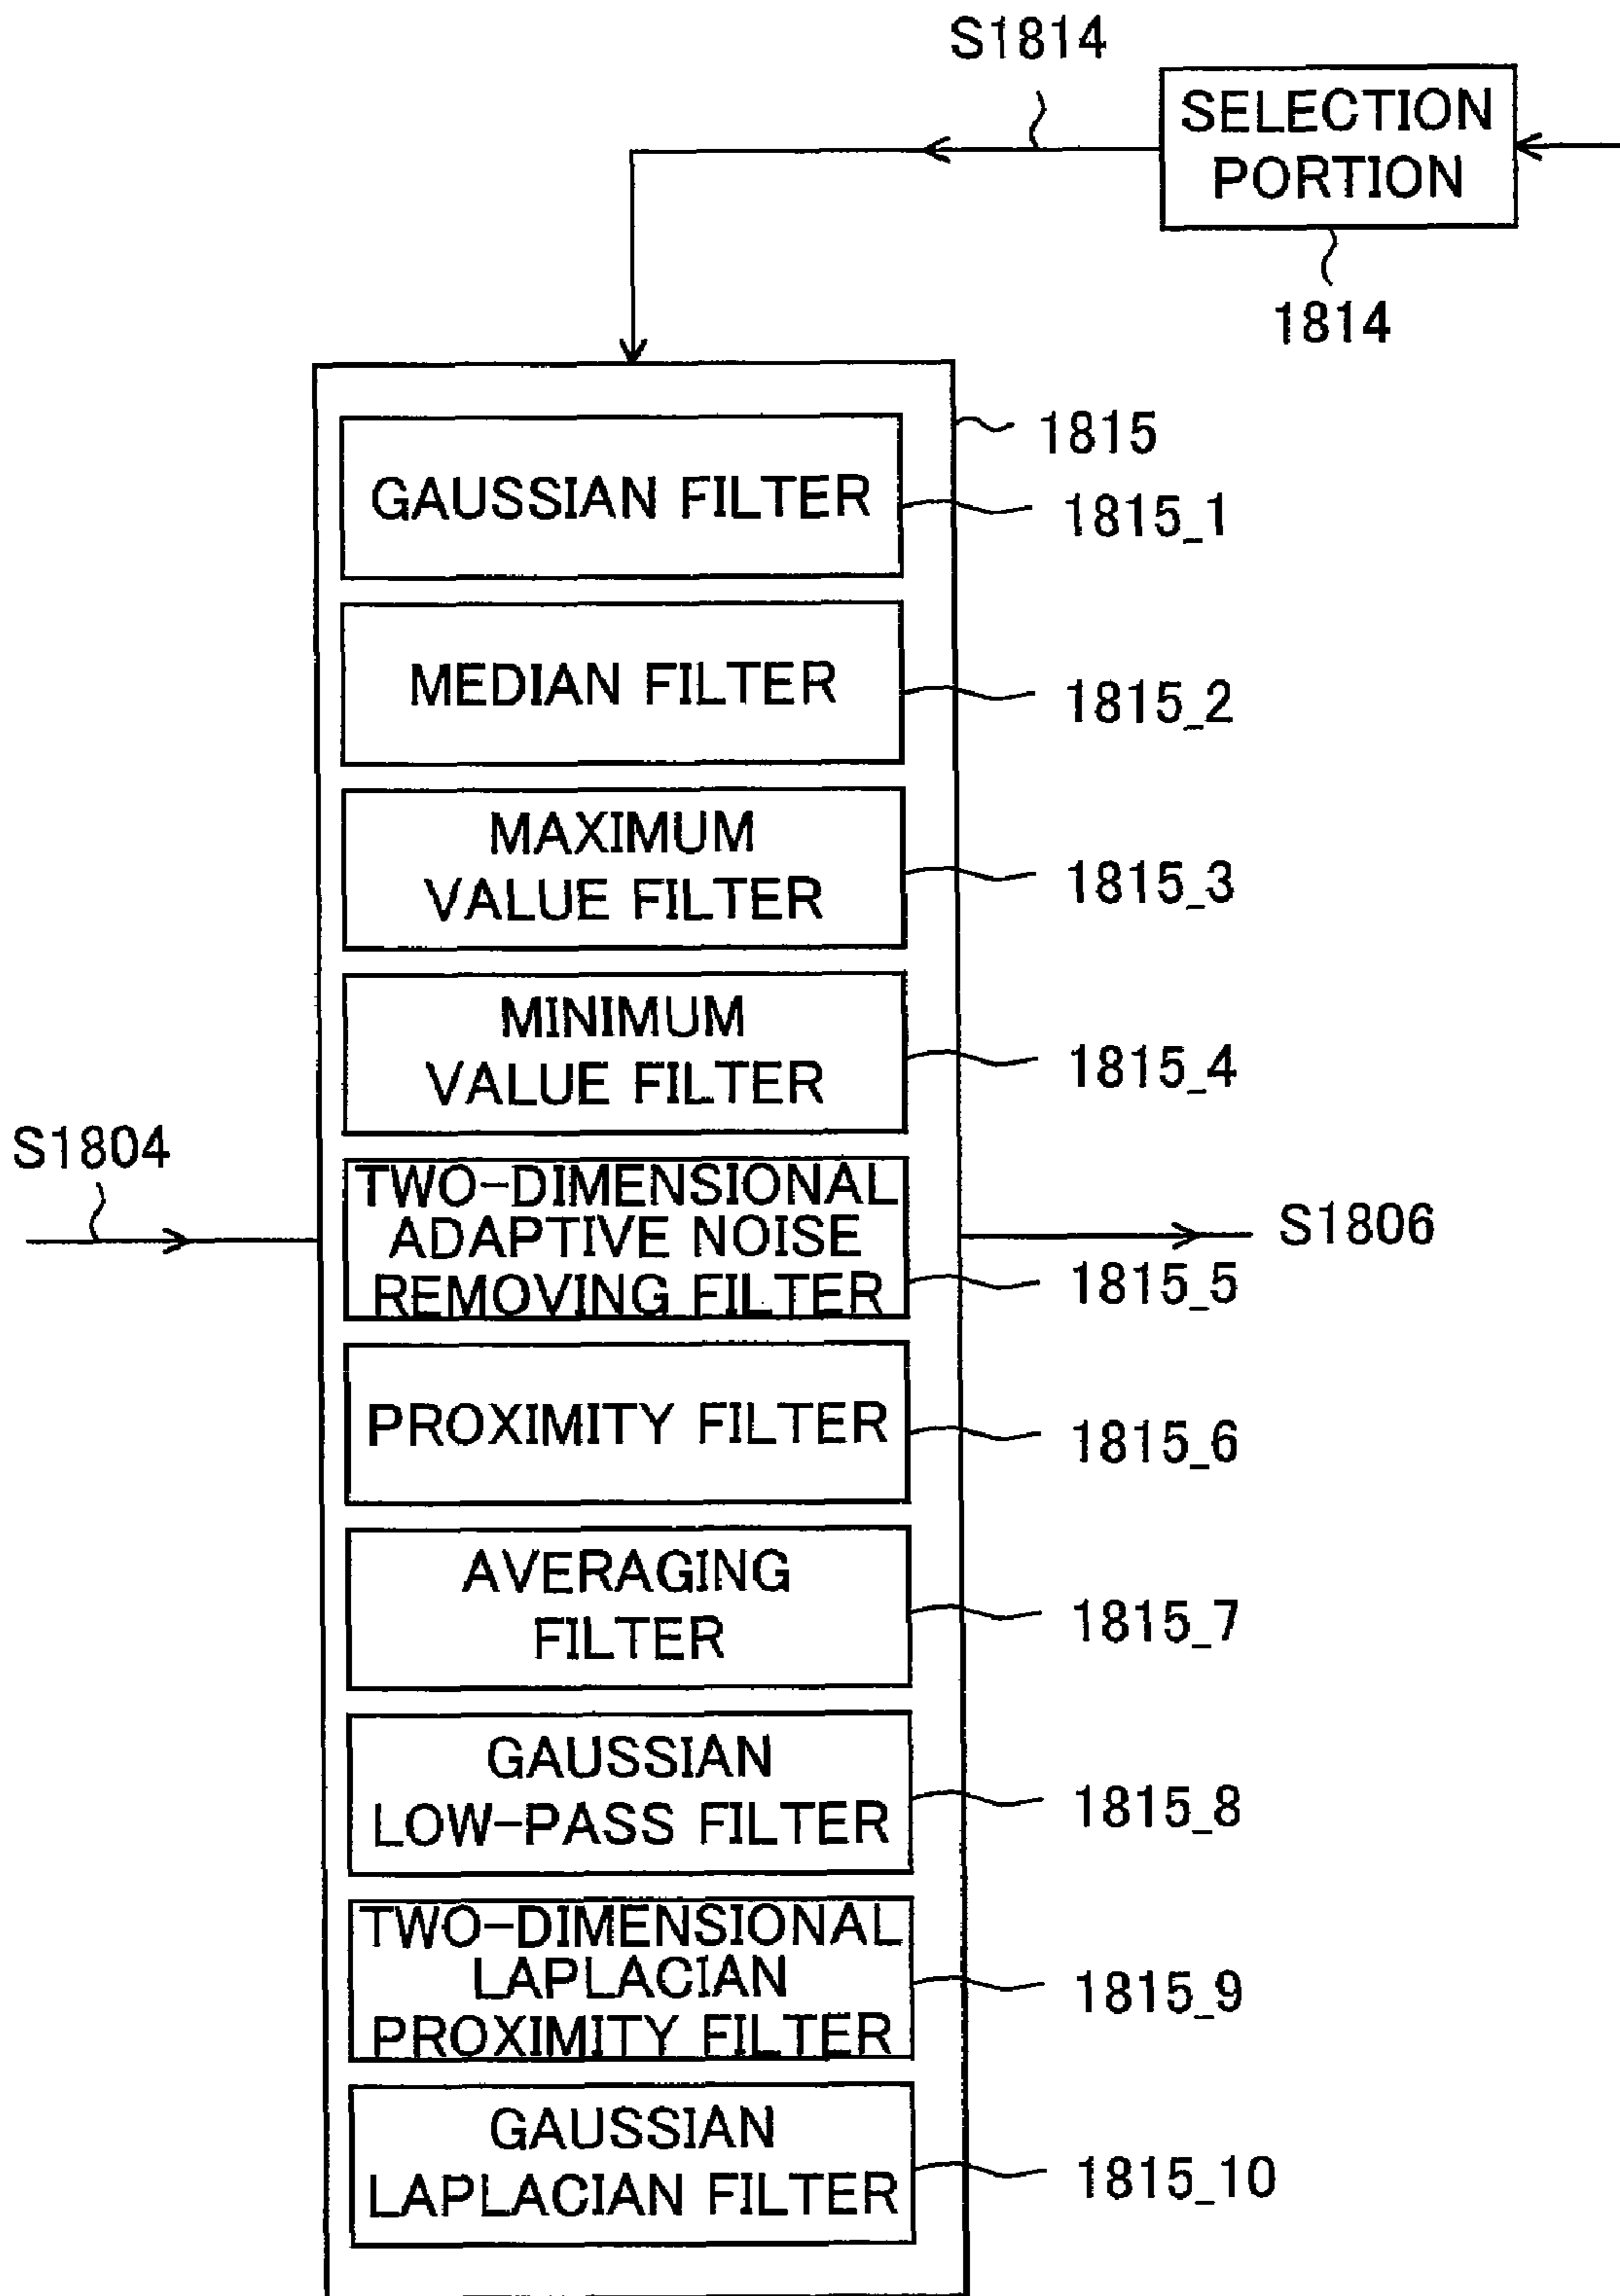 S1814
SELECTION
PORTION
1814
1815
GAUSSIAN FILTER
1815_1
MEDIAN FILTER
1815_2
MAXIMUM
VALUE FILTER
1815_3
MINIMUM
VALUE FILTER
1815_4
S1804
TWO-DIMENSIONAL
ADAPTIVE NOISE
REMOVING FILTER
1815_5
S1806
PROXIMITY FILTER
1815_6
AVERAGING
FILTER
1815_7
GAUSSIAN
LOW-PASS FILTER
1815_8
TWO-DIMENSIONAL
LAPLACIAN
PROXIMITY FILTER
1815_9
GAUSSIAN
LAPLACIAN FILTER
1815_10